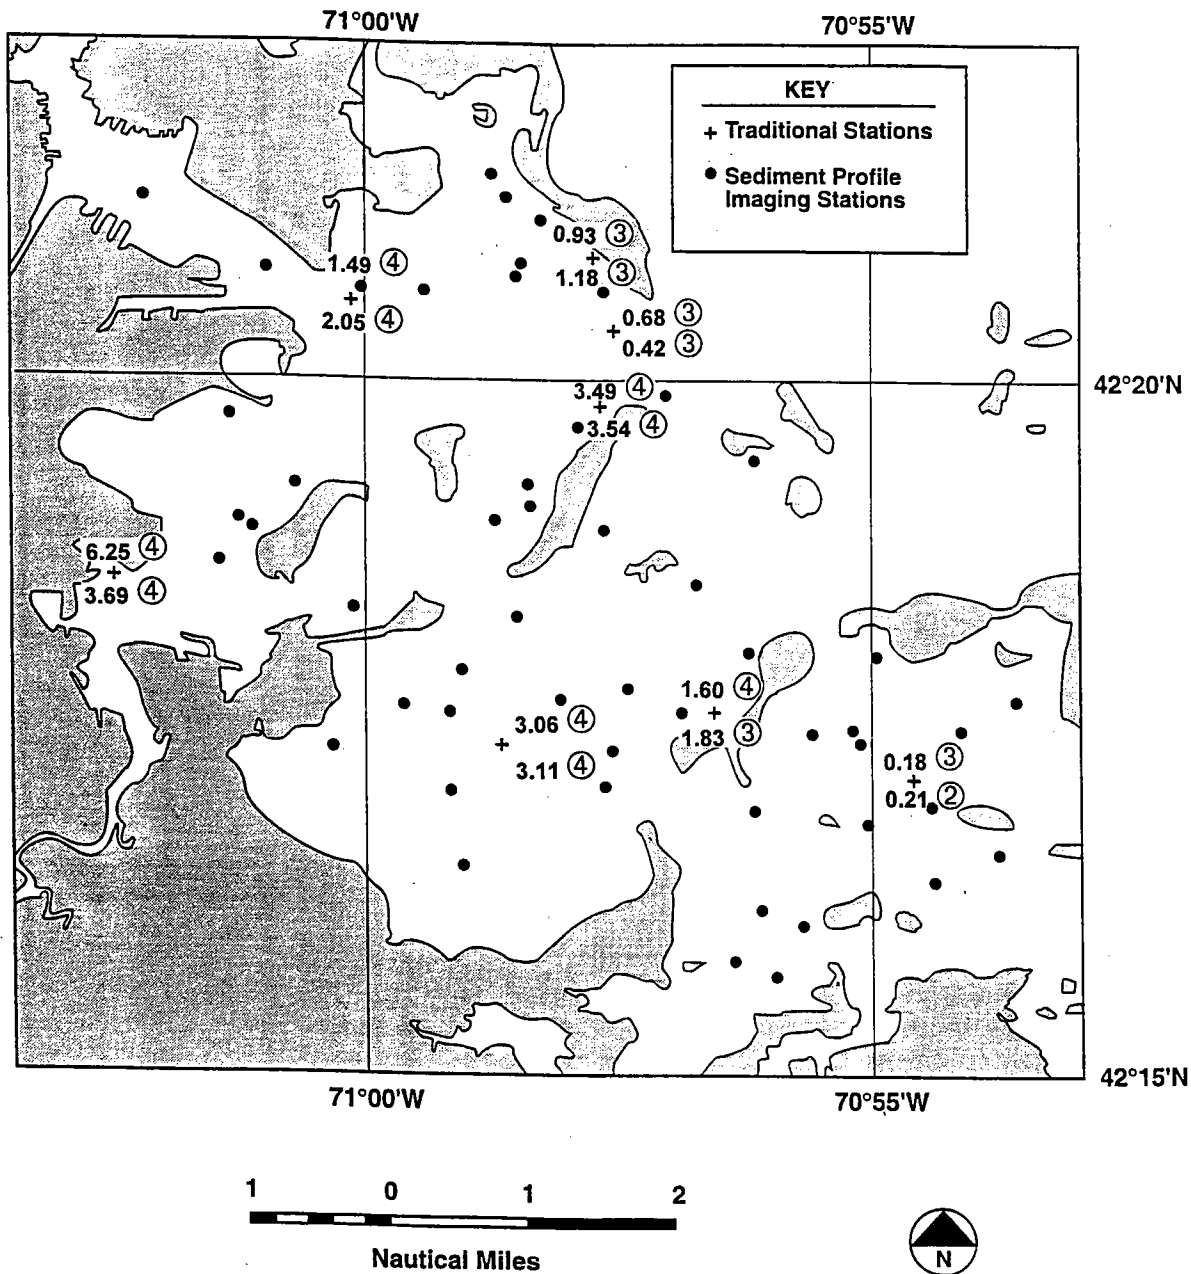 71°00'W 70°55'W
KEY
+ Traditional Stations
● Sediment Profile
Imaging Stations
0.93 ③
1.18 ③
1.49 ④
2.05 ④
0.68 ③
0.42 ③
42°20'N
3.49 ④
3.54 ④
6.25 ④
3.69 ④
1.60 ④
1.83 ③
3.06 ④
3.11 ④
0.18 ③
0.21 ②
42°15'N
71°00'W 70°55'W
1 0 1 2
Nautical Miles
N